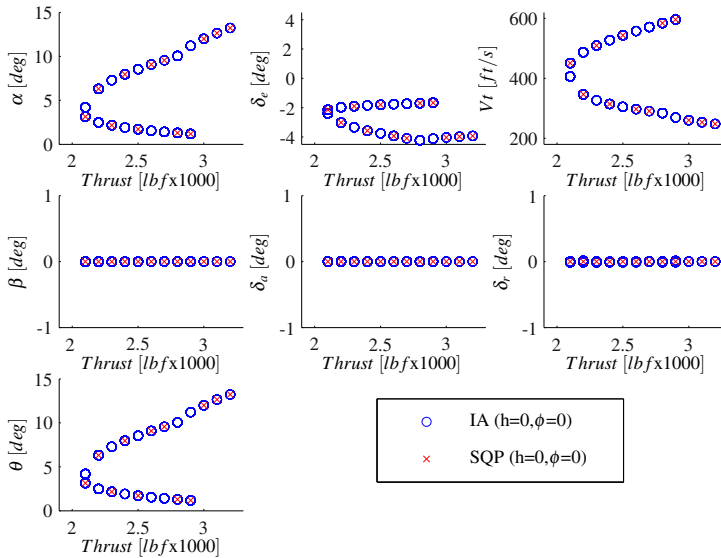 15
10
5
0
α [deg]
2 2.5 3
Thrust [lbfx1000]
4
2
0
-2
-4
δe [deg]
2 2.5 3
Thrust [lbfx1000]
600
400
200
Vt [ft/s]
2 2.5 3
Thrust [lbfx1000]
1
0
-1
β [deg]
2 2.5 3
Thrust [lbfx1000]
1
0
-1
δa [deg]
2 2.5 3
Thrust [lbfx1000]
1
0
-1
δr [deg]
2 2.5 3
Thrust [lbfx1000]
15
10
5
0
θ [deg]
2 2.5 3
Thrust [lbfx1000]
IA (h=0,ϕ=0)
SQP (h=0,ϕ=0)